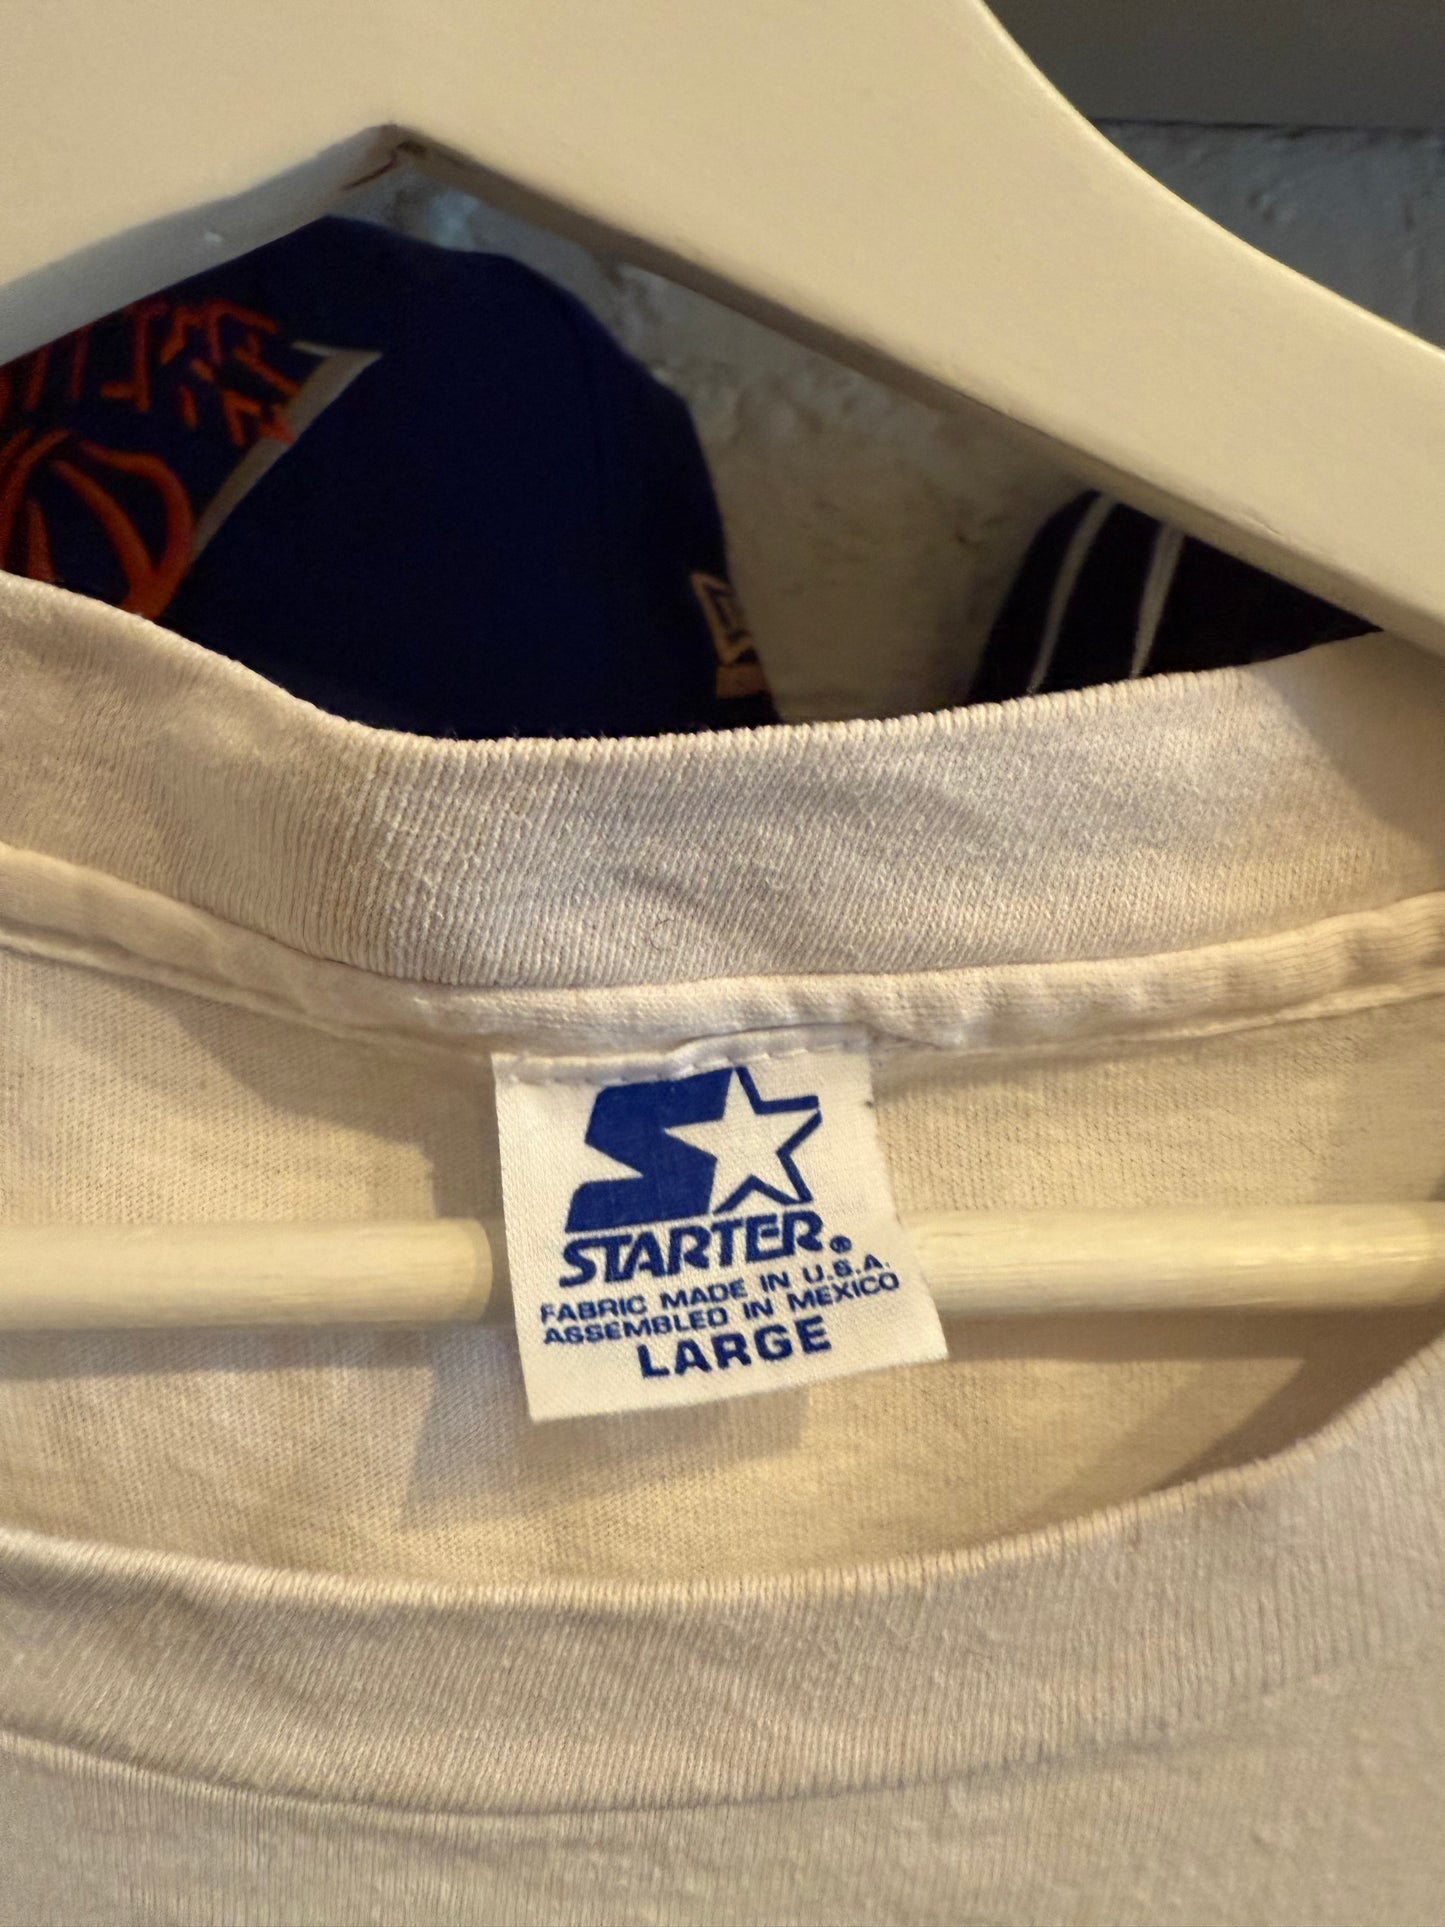 STARTER®
FABRIC MADE IN U.S.A.
ASSEMBLED IN MEXICO
LARGE